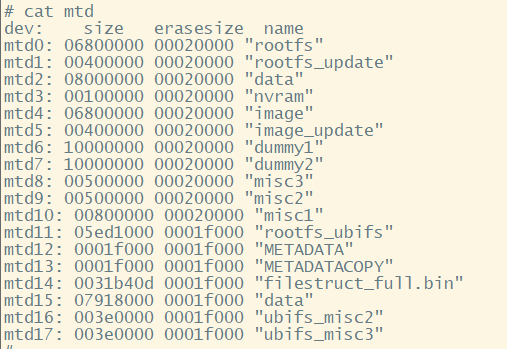 # cat mtd
dev:    size   erasesize  name
mtd0: 06800000 00020000 "rootfs"
mtd1: 00400000 00020000 "rootfs_update"
mtd2: 08000000 00020000 "data"
mtd3: 00100000 00020000 "nvram"
mtd4: 06800000 00020000 "image"
mtd5: 00400000 00020000 "image_update"
mtd6: 10000000 00020000 "dummy1"
mtd7: 10000000 00020000 "dummy2"
mtd8: 00500000 00020000 "misc3"
mtd9: 00500000 00020000 "misc2"
mtd10: 00800000 00020000 "misc1"
mtd11: 05ed1000 0001f000 "rootfs_ubifs"
mtd12: 0001f000 0001f000 "METADATA"
mtd13: 0001f000 0001f000 "METADATACOPY"
mtd14: 0031b40d 0001f000 "filestruct_full.bin"
mtd15: 07918000 0001f000 "data"
mtd16: 003e0000 0001f000 "ubifs_misc2"
mtd17: 003e0000 0001f000 "ubifs_misc3"
#